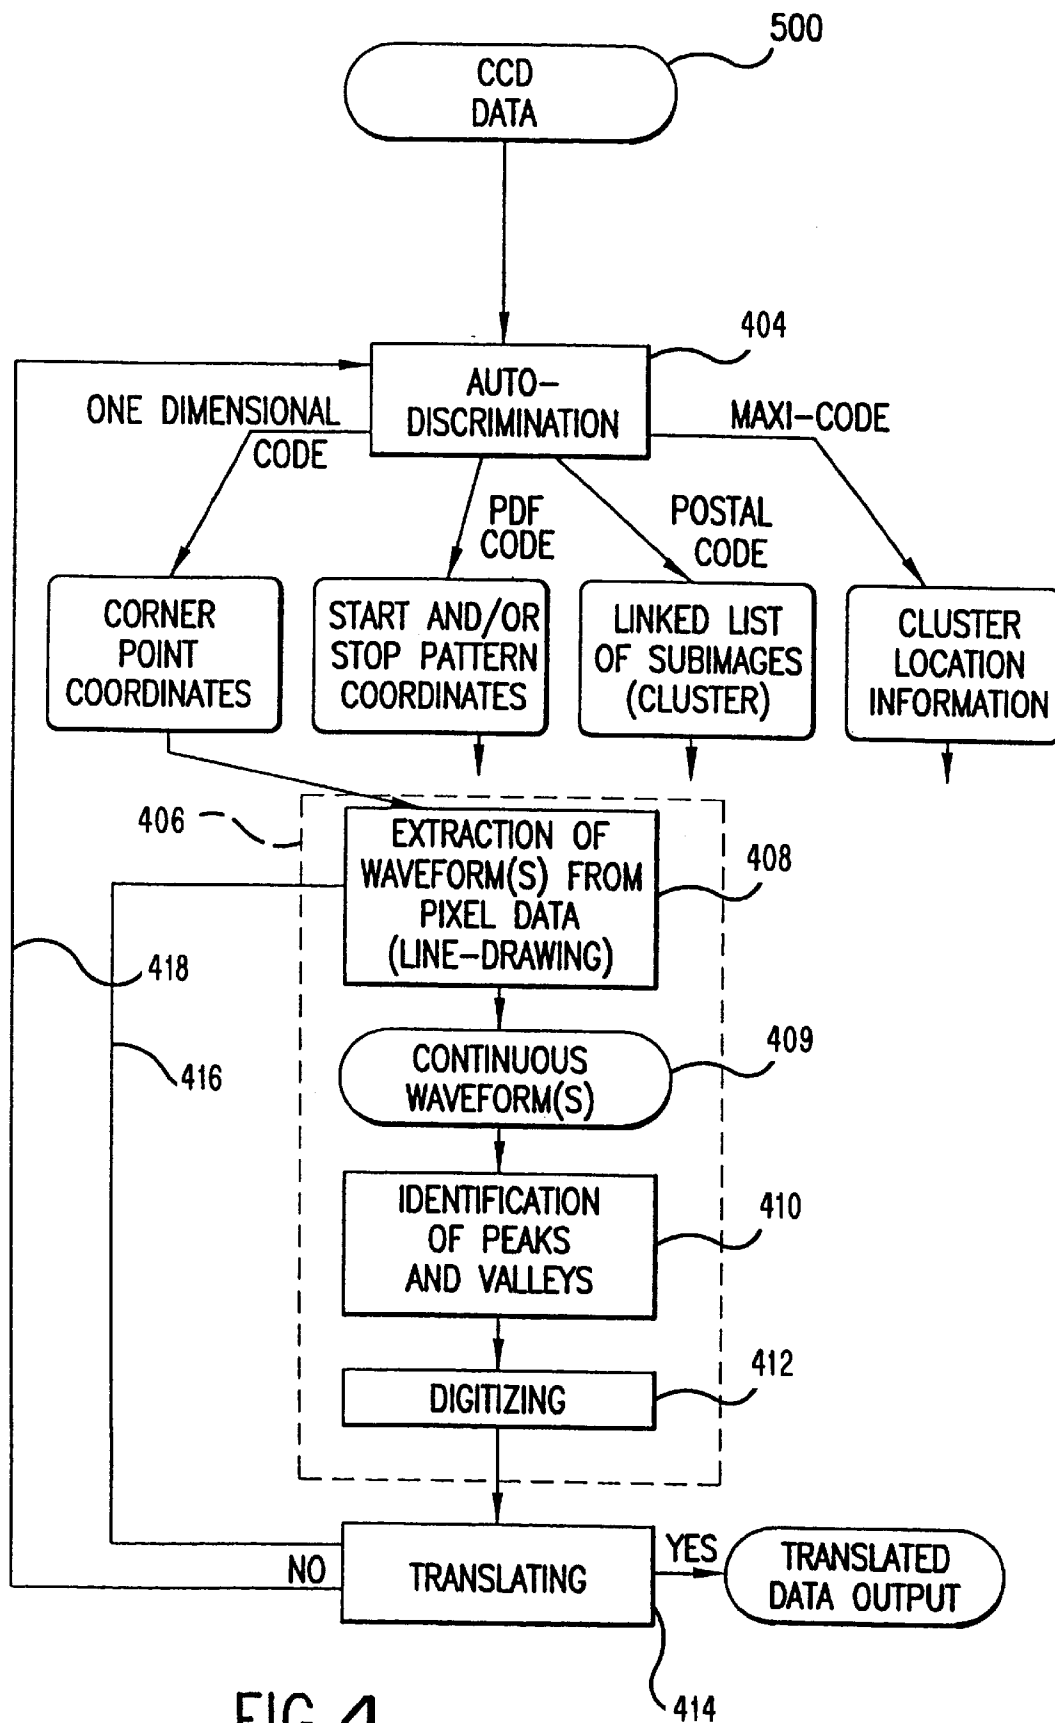 500
CCD
DATA
404
AUTO-
DISCRIMINATION
ONE DIMENSIONAL
CODE
PDF
CODE
POSTAL
CODE
MAXI-CODE
CORNER
POINT
COORDINATES
START AND/OR
STOP PATTERN
COORDINATES
LINKED LIST
OF SUBIMAGES
(CLUSTER)
CLUSTER
LOCATION
INFORMATION
406
EXTRACTION OF
WAVEFORM(S) FROM
PIXEL DATA
(LINE-DRAWING)
408
418
416
CONTINUOUS
WAVEFORM(S)
409
IDENTIFICATION
OF PEAKS
AND VALLEYS
410
DIGITIZING
412
NO
TRANSLATING
YES
TRANSLATED
DATA OUTPUT
414
FIG.4